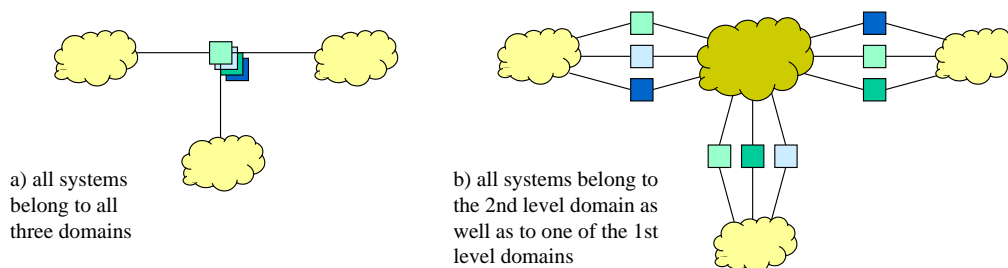 a) all systems
belong to all
three domains
b) all systems belong to
the 2nd level domain as
well as to one of the 1st
level domains